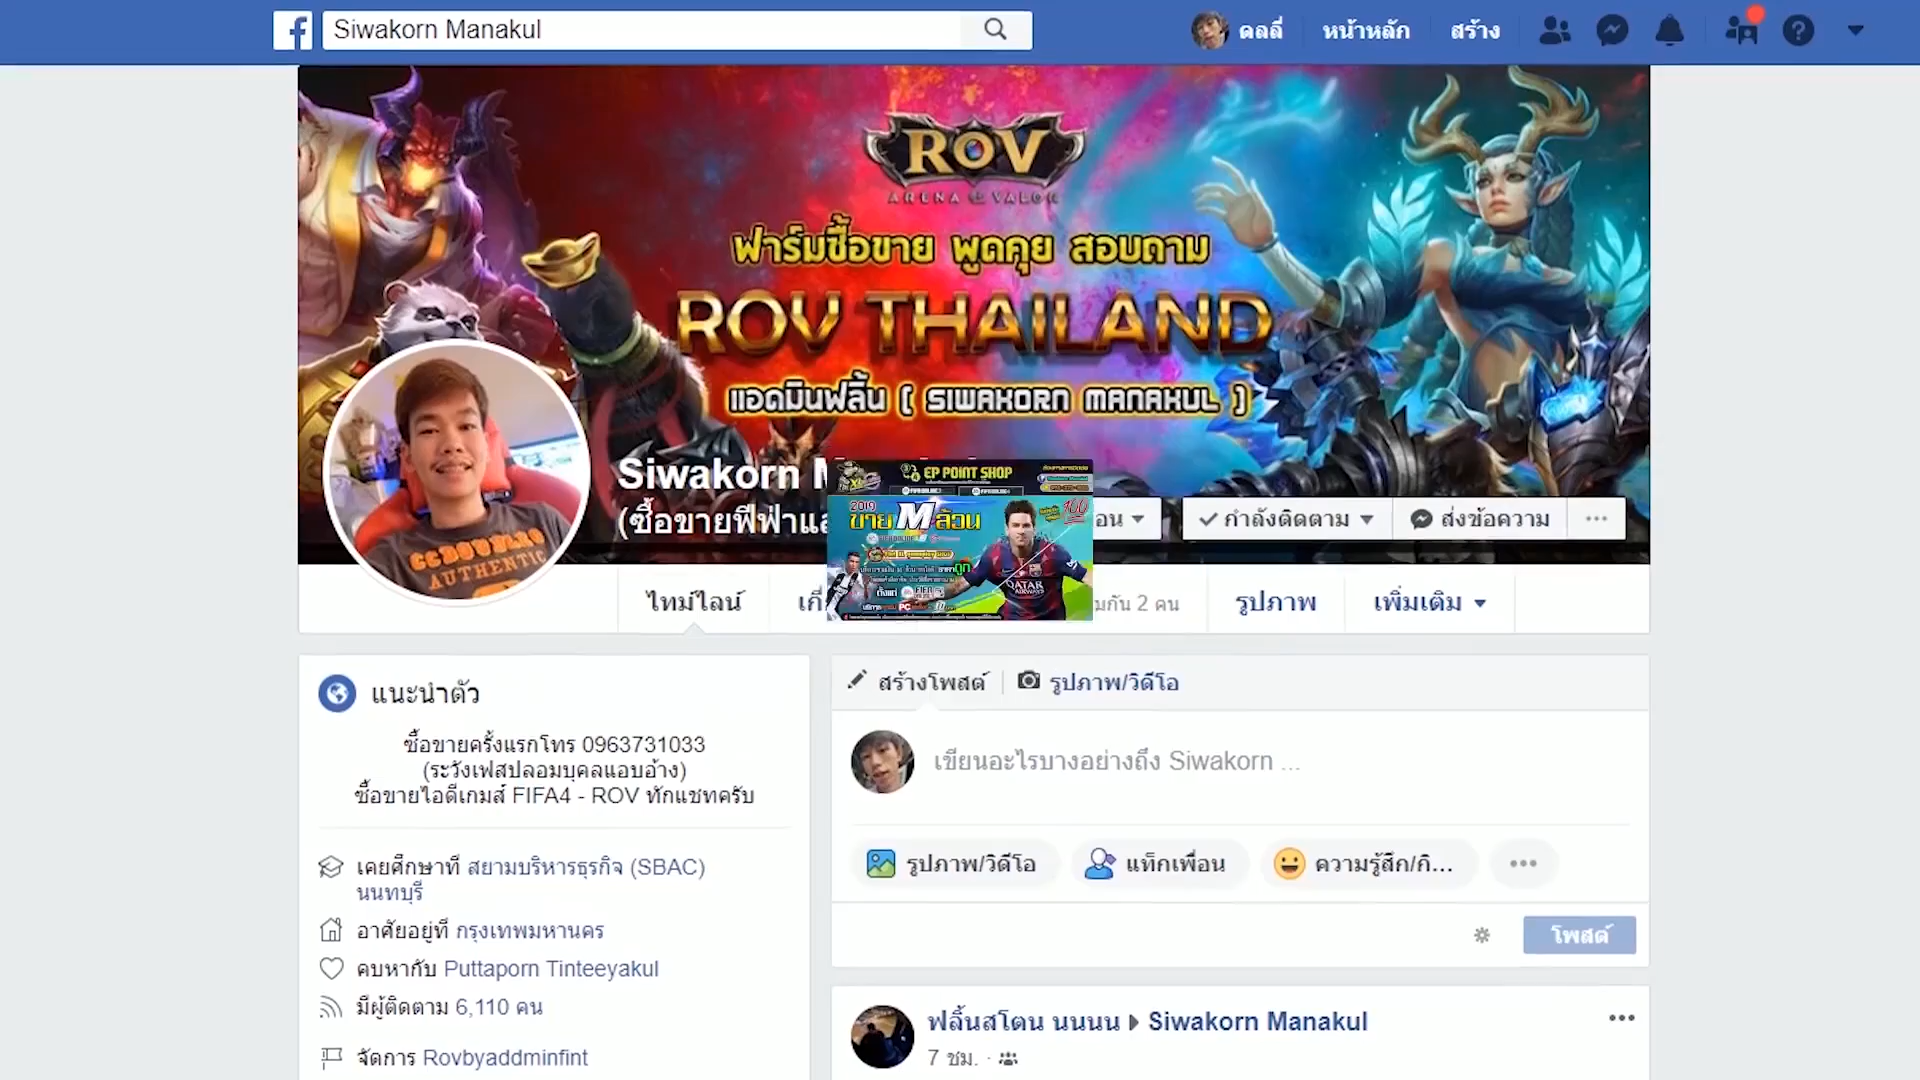 Siwakorn Manakul
คลลี่
หน้าหลัก
สร้าง
ROV
ARENA OF VALOR
ฟาร์มซื้อขาย พูดคุย สอบถาม
ROV THAILAND
แอดมินฟลิ้น ( SIWAKORN MANAKUL )
Siwakorn
(ซื้อขายฟีฟ่าแล
EP POINT SHOP
2019
ขาย M ล้วน
100
QATAR
AIRWAYS
ถูก
PC
กำลังติดตาม
ส่งข้อความ
ไทม์ไลน์
2 คน
รูปภาพ
เพิ่มเติม
แนะนำตัว
ซื้อขายครั้งแรกโทร 0963731033
(ระวังเฟสปลอมบุคลแอบอ้าง)
ซื้อขายไอดีเกมส์ FIFA4 - ROV ทักแชทครับ
เคยศึกษาที่ สยามบริหารธุรกิจ (SBAC)
นนทบุรี
อาศัยอยู่ที่ กรุงเทพมหานคร
คบหากับ Puttaporn Tinteeyakul
มีผู้ติดตาม 6,110 คน
จัดการ Rovbyaddminfint
สร้างโพสต์
รูปภาพ/วิดีโอ
เขียนอะไรบางอย่างถึง Siwakorn ...
รูปภาพ/วิดีโอ
แท็กเพื่อน
ความรู้สึก/กิ...
โพสต์
ฟลิ้นสโตน นนนน Siwakorn Manakul
7 ชม.
CCDOUBLEO
AUTHENTIC